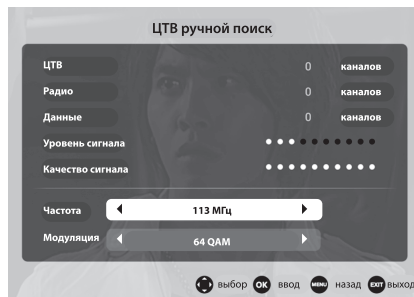 ЦТВ ручной поиск
ЦТВ 0 каналов
Радио 0 каналов
Данные 0 каналов
Уровень сигнала
Качество сигнала
Частота 113 МГц
Модуляция 64 QAM
выбор OK ввод MENU назад EXIT выход